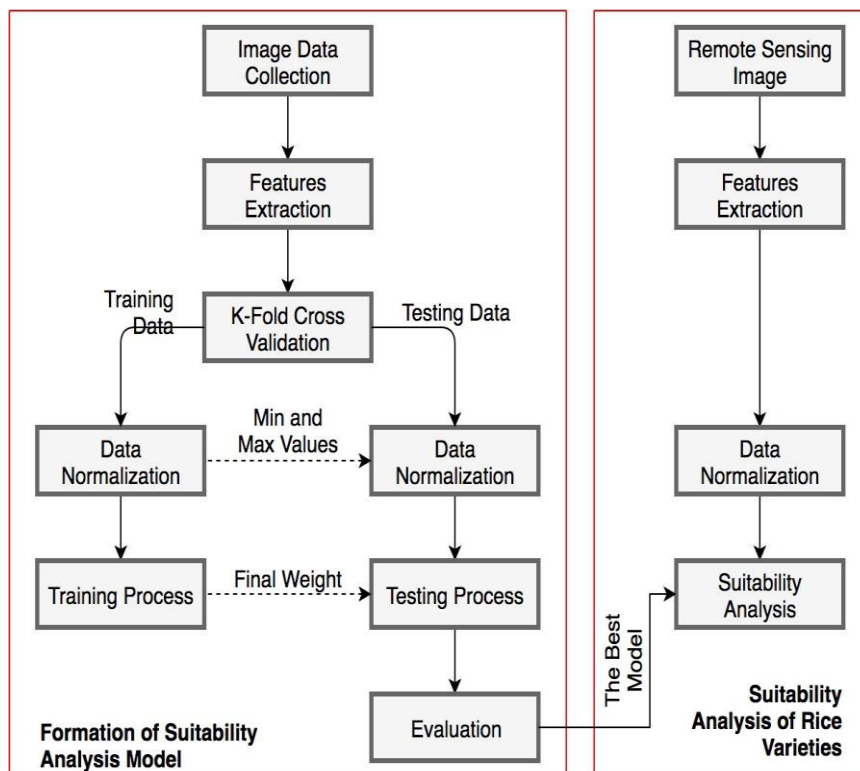 Image Data
Collection
Features
Extraction
Training
Data
K-Fold Cross
Validation
Testing Data
Data
Normalization
Min and
Max Values
Data
Normalization
Training Process
Final Weight
Testing Process
Evaluation
Formation of Suitability
Analysis Model
The Best
Model
Remote Sensing
Image
Features
Extraction
Data
Normalization
Suitability
Analysis
Suitability
Analysis of Rice
Varieties